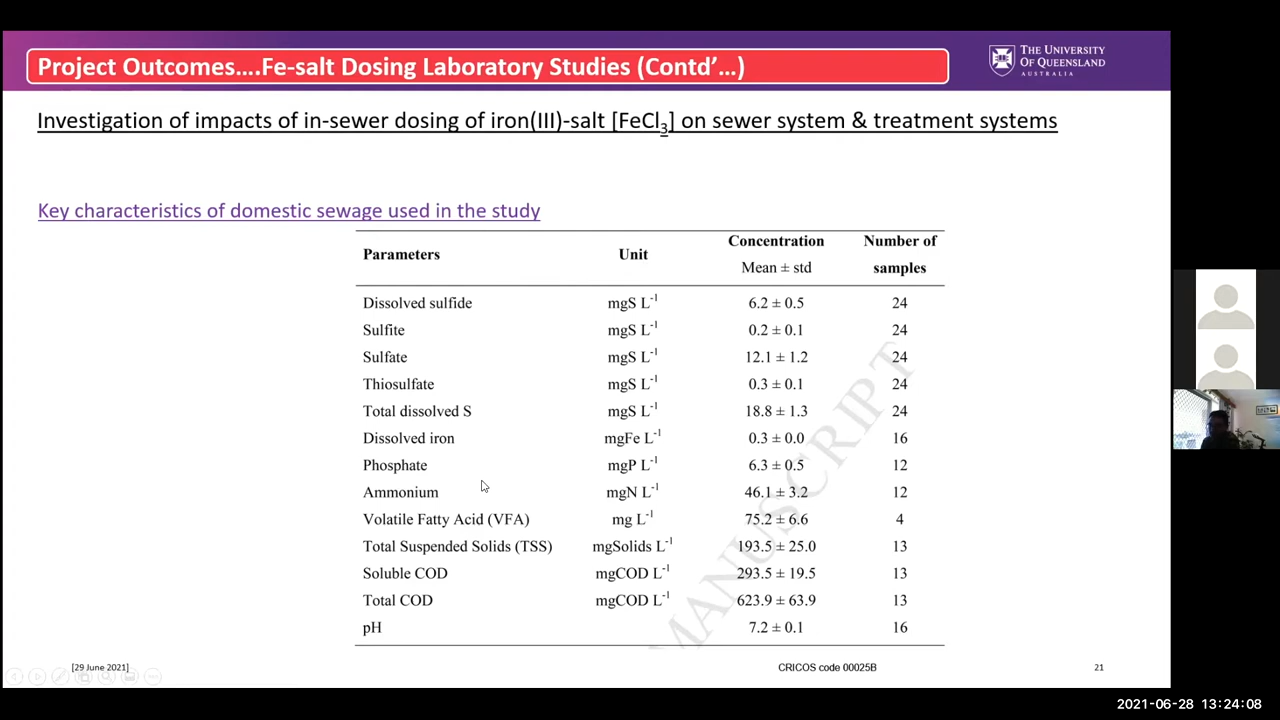 Project Outcomes....Fe-salt Dosing Laboratory Studies (Contd'...)
THE UNIVERSITY
OF QUEENSLAND
AUSTRALIA
Investigation of impacts of in-sewer dosing of iron(III)-salt [FeCl3] on sewer system & treatment systems
Key characteristics of domestic sewage used in the study
Parameters Unit Concentration Mean ± std Number of samples
Dissolved sulfide mgS L-1 6.2 ± 0.5 24
Sulfite mgS L-1 0.2 ± 0.1 24
Sulfate mgS L-1 12.1 ± 1.2 24
Thiosulfate mgS L-1 0.3 ± 0.1 24
Total dissolved S mgS L-1 18.8 ± 1.3 24
Dissolved iron mgFe L-1 0.3 ± 0.0 16
Phosphate mgP L-1 6.3 ± 0.5 12
Ammonium mgN L-1 46.1 ± 3.2 12
Volatile Fatty Acid (VFA) mg L-1 75.2 ± 6.6 4
Total Suspended Solids (TSS) mgSolids L-1 193.5 ± 25.0 13
Soluble COD mgCOD L-1 293.5 ± 19.5 13
Total COD mgCOD L-1 623.9 ± 63.9 13
pH 7.2 ± 0.1 16
MANUSCRIPT
[29 June 2021]
CRICOS code 00025B
21
2021-06-28 13:24:08